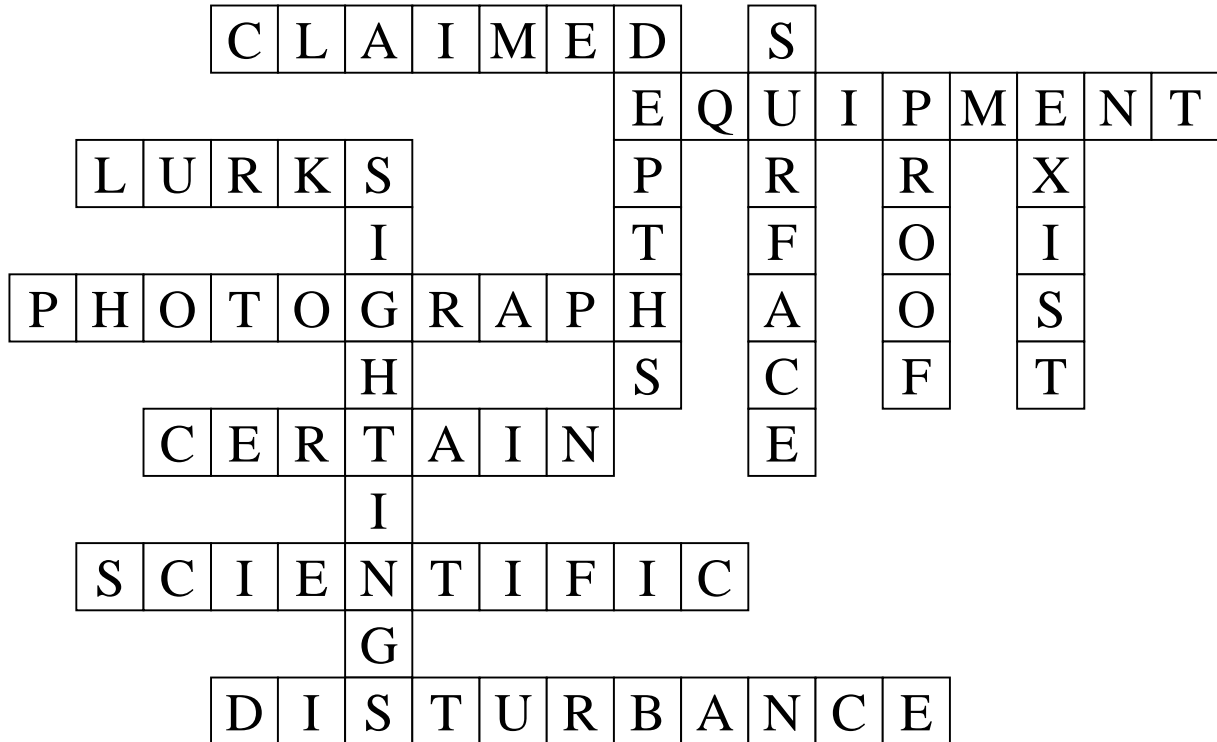 CLAIMED S
EQUIPMENT
LURKS P R R X
I T F O I
PHOTOGRAPH A O S
H S C F T
CERTAIN E
I
SCIENTIFIC
G
DISTURBANCE